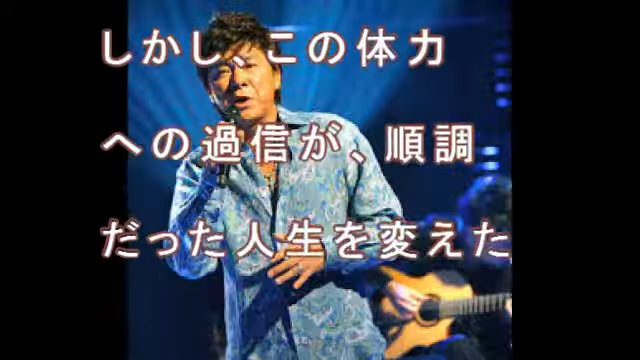 しかし、この体力
への過信が、順調
だった人生を変えた